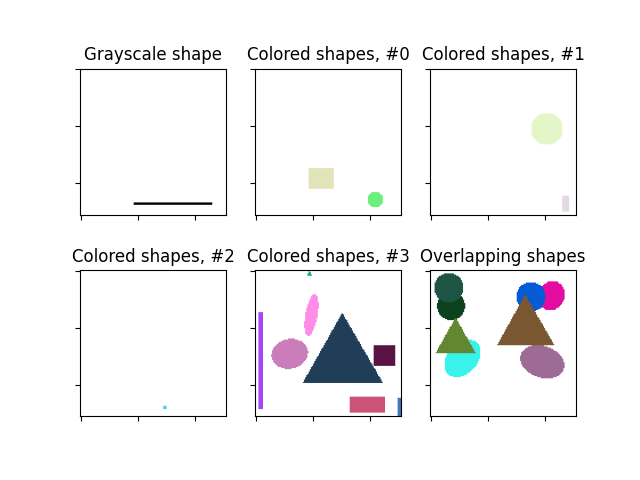 Grayscale shape
Colored shapes, #0
Colored shapes, #1
Colored shapes, #2
Colored shapes, #3
Overlapping shapes